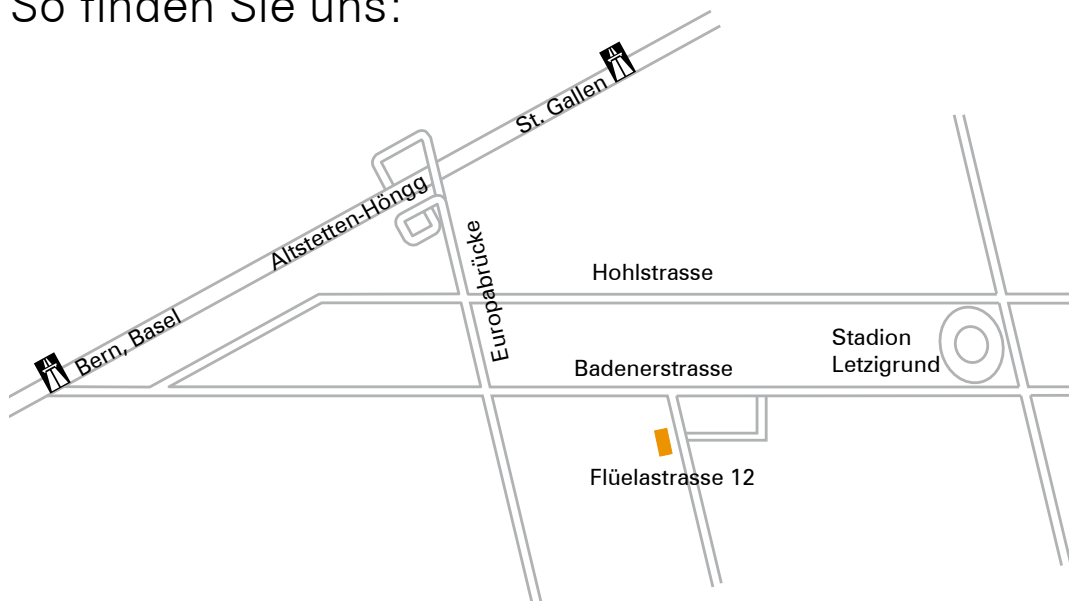 So finden Sie uns:
St. Gallen
Altstetten-Höngg
Europabrücke
Hohlstrasse
Bern, Basel
Stadion
Letzigrund
Badenerstrasse
Flüelastrasse 12